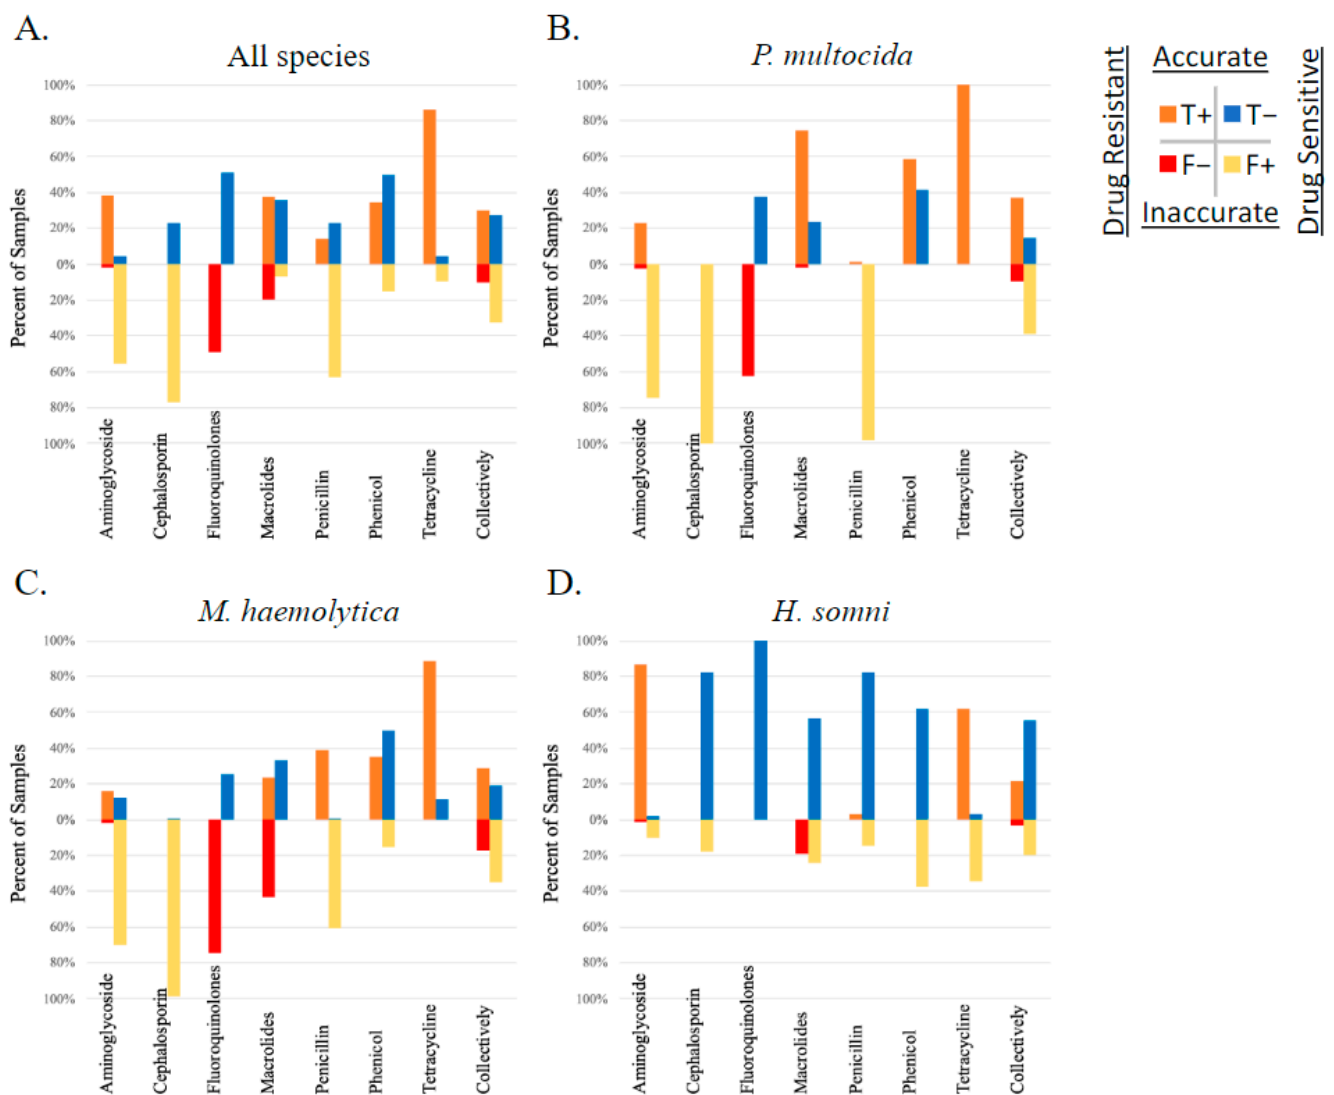 A.
All species
100%
80%
60%
40%
20%
0%
20%
40%
60%
80%
100%
Percent of Samples
Aminoglycoside
Cephalosporin
Fluoroquinolones
Macrolides
Penicillin
Phenicol
Tetracycline
Collectively
B.
P. multocida
100%
80%
60%
40%
20%
0%
20%
40%
60%
80%
100%
Percent of Samples
Aminoglycoside
Cephalosporin
Fluoroquinolones
Macrolides
Penicillin
Phenicol
Tetracycline
Collectively
Drug Resistant
Accurate
T+ T−
F− F+
Inaccurate
Drug Sensitive
C.
M. haemolytica
100%
80%
60%
40%
20%
0%
20%
40%
60%
80%
100%
Percent of Samples
Aminoglycoside
Cephalosporin
Fluoroquinolones
Macrolides
Penicillin
Phenicol
Tetracycline
Collectively
D.
H. somni
100%
80%
60%
40%
20%
0%
20%
40%
60%
80%
100%
Percent of Samples
Aminoglycoside
Cephalosporin
Fluoroquinolones
Macrolides
Penicillin
Phenicol
Tetracycline
Collectively